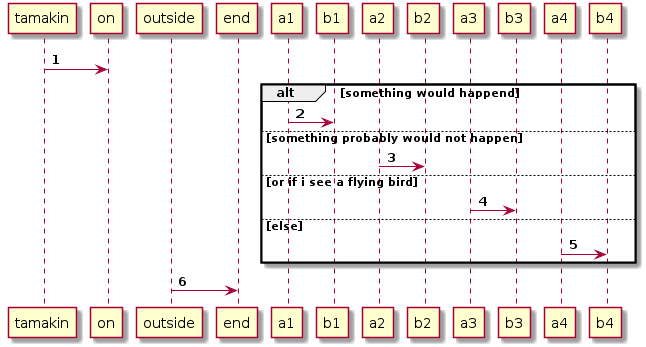 tamakin on outside end a1 b1 a2 b2 a3 b3 a4 b4
1
alt [something would happend]
2
[something probably would not happen]
3
[or if i see a flying bird]
4
[else]
5
6
tamakin on outside end a1 b1 a2 b2 a3 b3 a4 b4